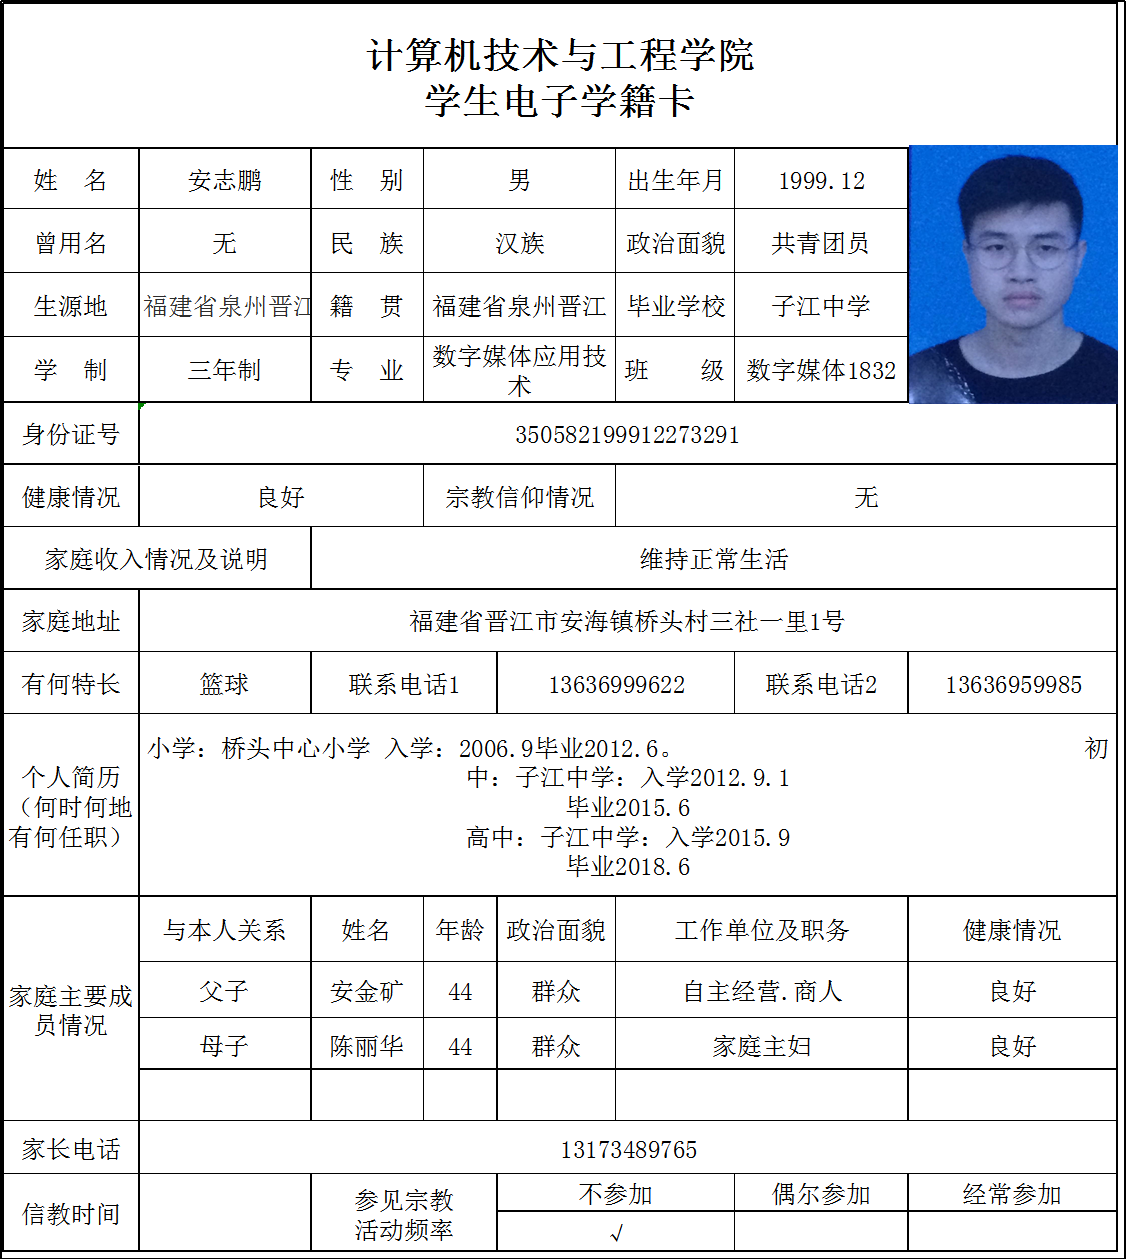 计算机技术与工程学院
学生电子学籍卡
姓 名 安志鹏 性 别 男 出生年月 1999.12
曾用名 无 民 族 汉族 政治面貌 共青团员
生源地 福建省泉州晋江 籍 贯 福建省泉州晋江 毕业学校 子江中学
学 制 三年制 专 业 数字媒体应用技术 班 级 数字媒体1832
身份证号 350582199912273291
健康情况 良好 宗教信仰情况 无
家庭收入情况及说明 维持正常生活
家庭地址 福建省晋江市安海镇桥头村三社一里1号
有何特长 篮球 联系电话1 13636999622 联系电话2 13636959985
个人简历
（何时何地
有何任职）
小学：桥头中心小学 入学：2006.9毕业2012.6。 初
中：子江中学：入学2012.9.1
毕业2015.6
高中：子江中学：入学2015.9
毕业2018.6
家庭主要成
员情况
与本人关系 姓名 年龄 政治面貌 工作单位及职务 健康情况
父子 安金矿 44 群众 自主经营.商人 良好
母子 陈丽华 44 群众 家庭主妇 良好
家长电话 13173489765
信教时间
参见宗教
活动频率
不参加 偶尔参加 经常参加
√